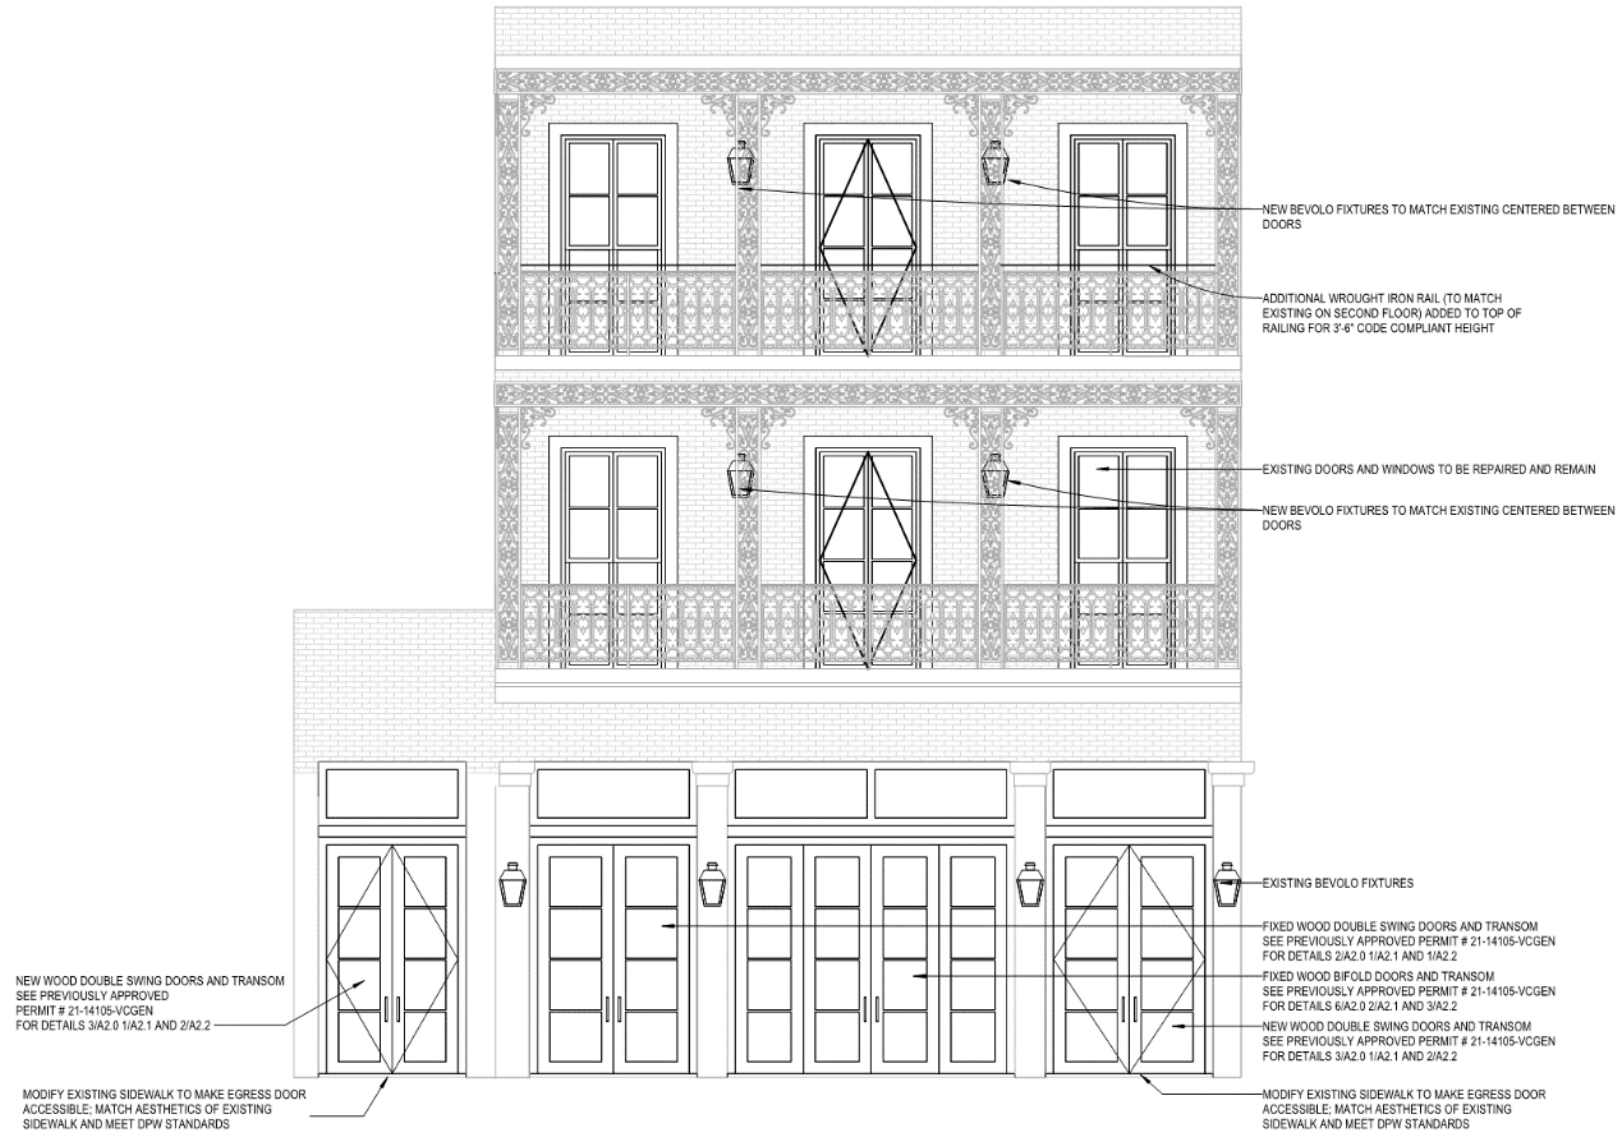 NEW BEVOLO FIXTURES TO MATCH EXISTING CENTERED BETWEEN
DOORS
ADDITIONAL WROUGHT IRON RAIL (TO MATCH
EXISTING ON SECOND FLOOR) ADDED TO TOP OF
RAILING FOR 3'-6" CODE COMPLIANT HEIGHT
EXISTING DOORS AND WINDOWS TO BE REPAIRED AND REMAIN
NEW BEVOLO FIXTURES TO MATCH EXISTING CENTERED BETWEEN
DOORS
EXISTING BEVOLO FIXTURES
FIXED WOOD DOUBLE SWING DOORS AND TRANSOM
SEE PREVIOUSLY APPROVED PERMIT # 21-14105-VCGEN
FOR DETAILS 2/A2.0 1/A2.1 AND 1/A2.2
FIXED WOOD BIFOLD DOORS AND TRANSOM
SEE PREVIOUSLY APPROVED PERMIT # 21-14105-VCGEN
FOR DETAILS 6/A2.0 2/A2.1 AND 3/A2.2
NEW WOOD DOUBLE SWING DOORS AND TRANSOM
SEE PREVIOUSLY APPROVED PERMIT # 21-14105-VCGEN
FOR DETAILS 3/A2.0 1/A2.1 AND 2/A2.2
NEW WOOD DOUBLE SWING DOORS AND TRANSOM
SEE PREVIOUSLY APPROVED
PERMIT # 21-14105-VCGEN
FOR DETAILS 3/A2.0 1/A2.1 AND 2/A2.2
MODIFY EXISTING SIDEWALK TO MAKE EGRESS DOOR
ACCESSIBLE; MATCH AESTHETICS OF EXISTING
SIDEWALK AND MEET DPW STANDARDS
MODIFY EXISTING SIDEWALK TO MAKE EGRESS DOOR
ACCESSIBLE; MATCH AESTHETICS OF EXISTING
SIDEWALK AND MEET DPW STANDARDS